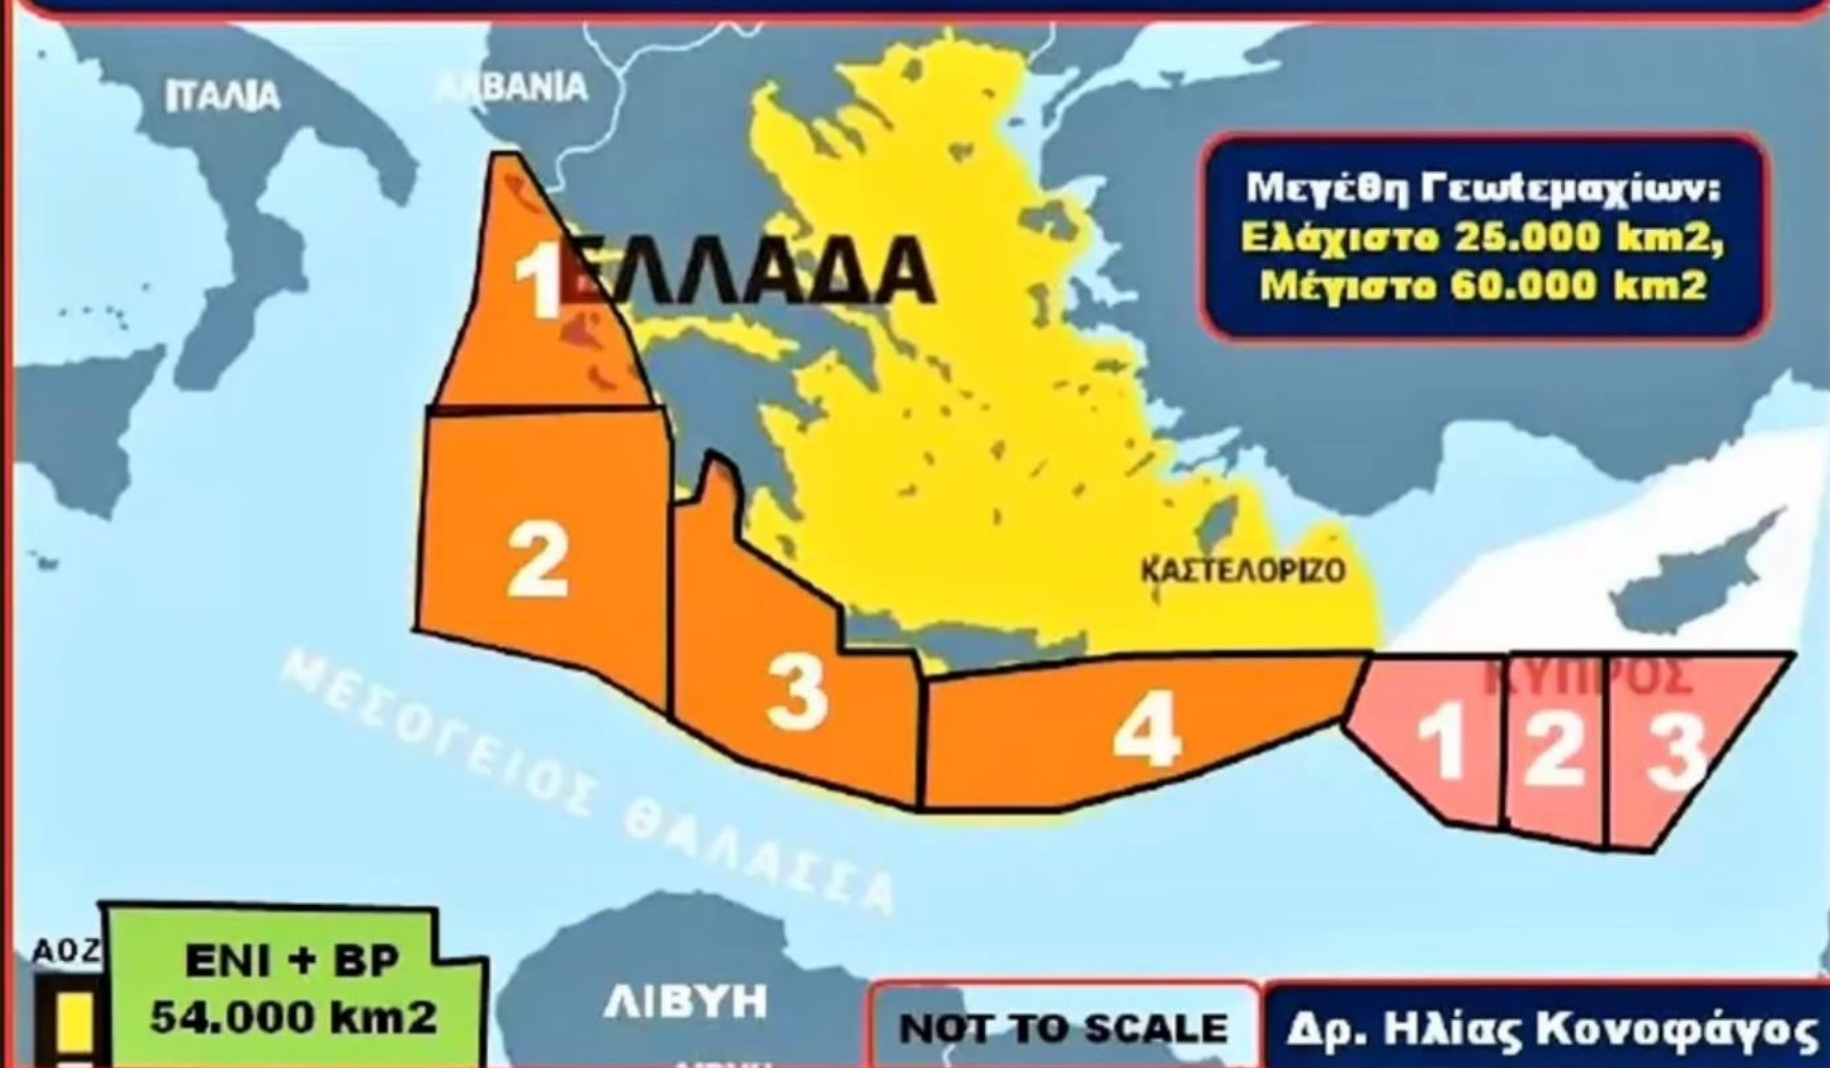 ΙΤΑΛΙΑ
ΑΛΒΑΝΙΑ
Μεγέθη Γεωτεμαχίων:
Ελάχιστο 25.000 km2,
Μέγιστο 60.000 km2
1
ΕΛΛΑΔΑ
2
ΚΑΣΤΕΛΟΡΙΖΟ
3
4
ΚΥΠΡΟΣ
1
2
3
ΜΕΣΟΓΕΙΟΣ ΘΑΛΑΣΣΑ
ΑΟΖ
ENI + BP
54.000 km2
ΛΙΒΥΗ
NOT TO SCALE
Δρ. Ηλίας Κονοφάγος